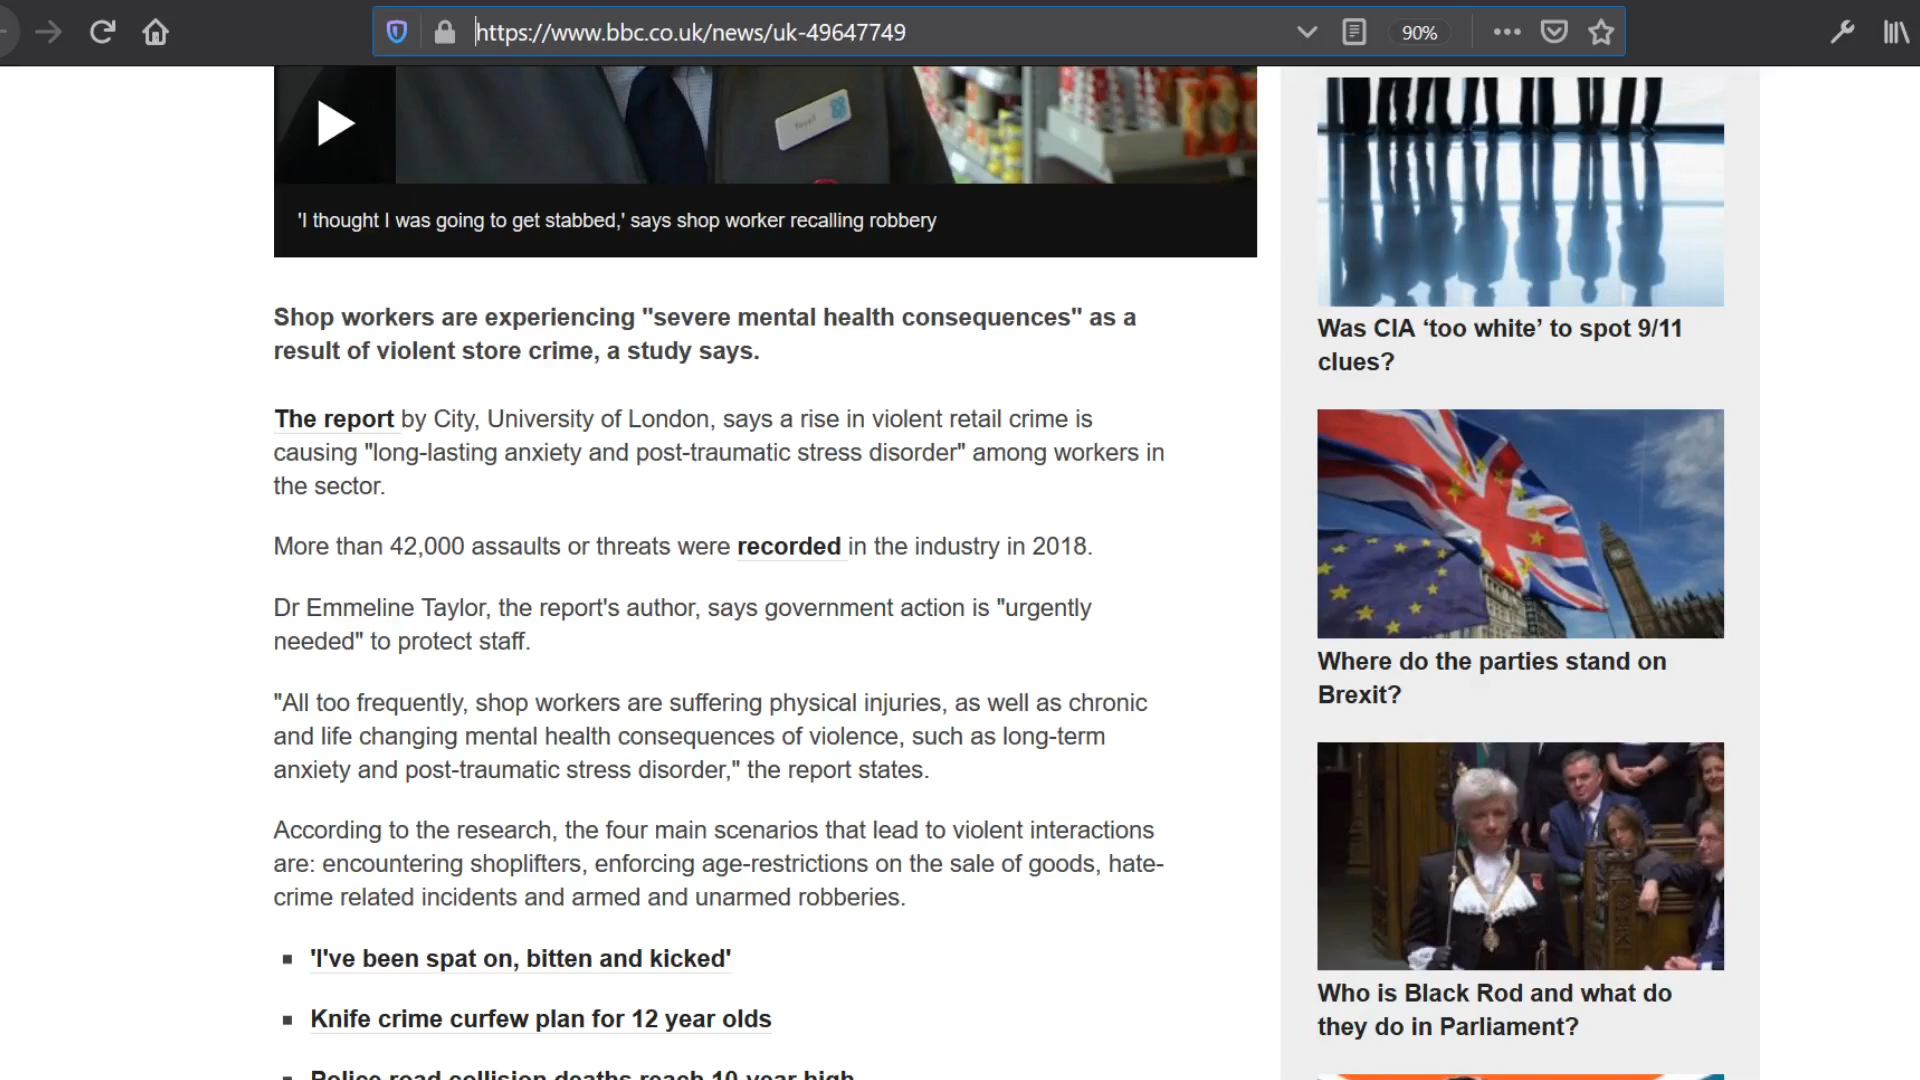 https://www.bbc.co.uk/news/uk-49647749
90%
'I thought I was going to get stabbed,' says shop worker recalling robbery
Shop workers are experiencing "severe mental health consequences" as a
result of violent store crime, a study says.
The report by City, University of London, says a rise in violent retail crime is
causing "long-lasting anxiety and post-traumatic stress disorder" among workers in
the sector.
More than 42,000 assaults or threats were recorded in the industry in 2018.
Dr Emmeline Taylor, the report's author, says government action is "urgently
needed" to protect staff.
"All too frequently, shop workers are suffering physical injuries, as well as chronic
and life changing mental health consequences of violence, such as long-term
anxiety and post-traumatic stress disorder," the report states.
According to the research, the four main scenarios that lead to violent interactions
are: encountering shoplifters, enforcing age-restrictions on the sale of goods, hate-
crime related incidents and armed and unarmed robberies.
'I've been spat on, bitten and kicked'
Knife crime curfew plan for 12 year olds
Police road collision deaths reach 10-year high
Was CIA ‘too white’ to spot 9/11
clues?
Where do the parties stand on
Brexit?
Who is Black Rod and what do
they do in Parliament?